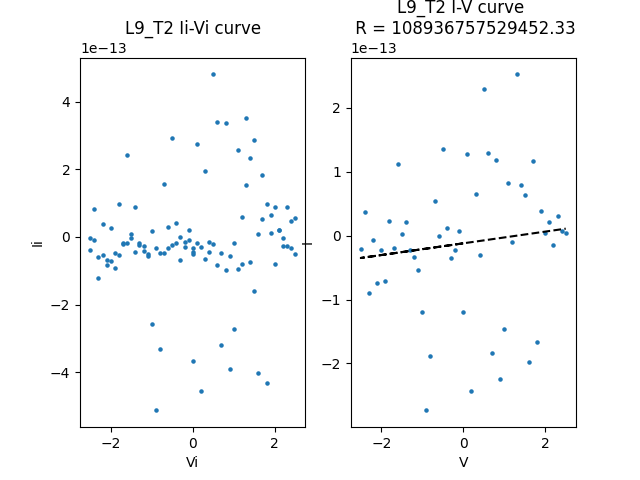 L9_T2 Ii-Vi curve
1e−13
4
2
0
−2
−4
−2
0
2
Ii
Vi
L9_T2 I-V curve
R = 108936757529452.33
1e−13
2
1
0
−1
−2
−2
0
2
I
V